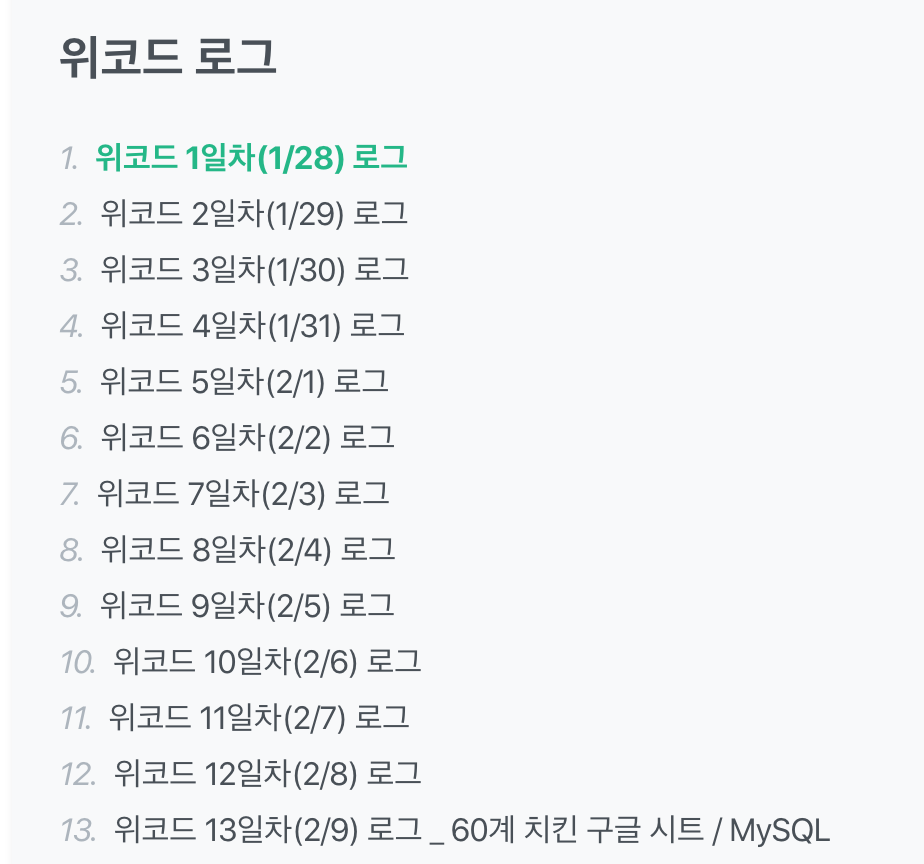 위코드 로그
1. 위코드 1일차(1/28) 로그
2. 위코드 2일차(1/29) 로그
3. 위코드 3일차(1/30) 로그
4. 위코드 4일차(1/31) 로그
5. 위코드 5일차(2/1) 로그
6. 위코드 6일차(2/2) 로그
7. 위코드 7일차(2/3) 로그
8. 위코드 8일차(2/4) 로그
9. 위코드 9일차(2/5) 로그
10. 위코드 10일차(2/6) 로그
11. 위코드 11일차(2/7) 로그
12. 위코드 12일차(2/8) 로그
13. 위코드 13일차(2/9) 로그 _ 60계 치킨 구글 시트 / MySQL